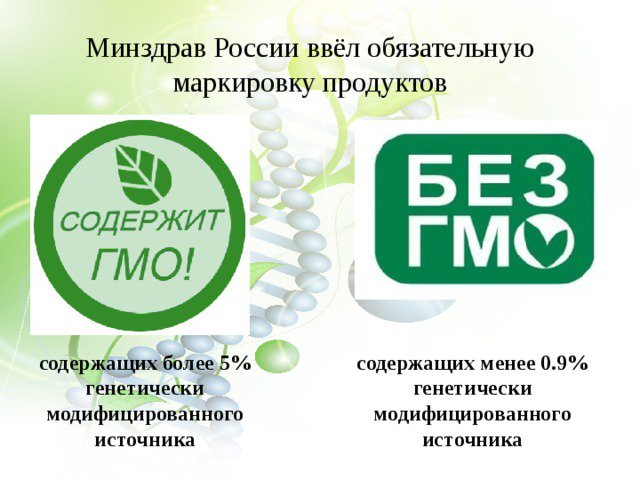 Минздрав России ввёл обязательную
маркировку продуктов
СОДЕРЖИТ
ГМО!
БЕЗ
ГМО
содержащих более 5%
генетически
модифицированного
источника
содержащих менее 0.9%
генетически
модифицированного
источника